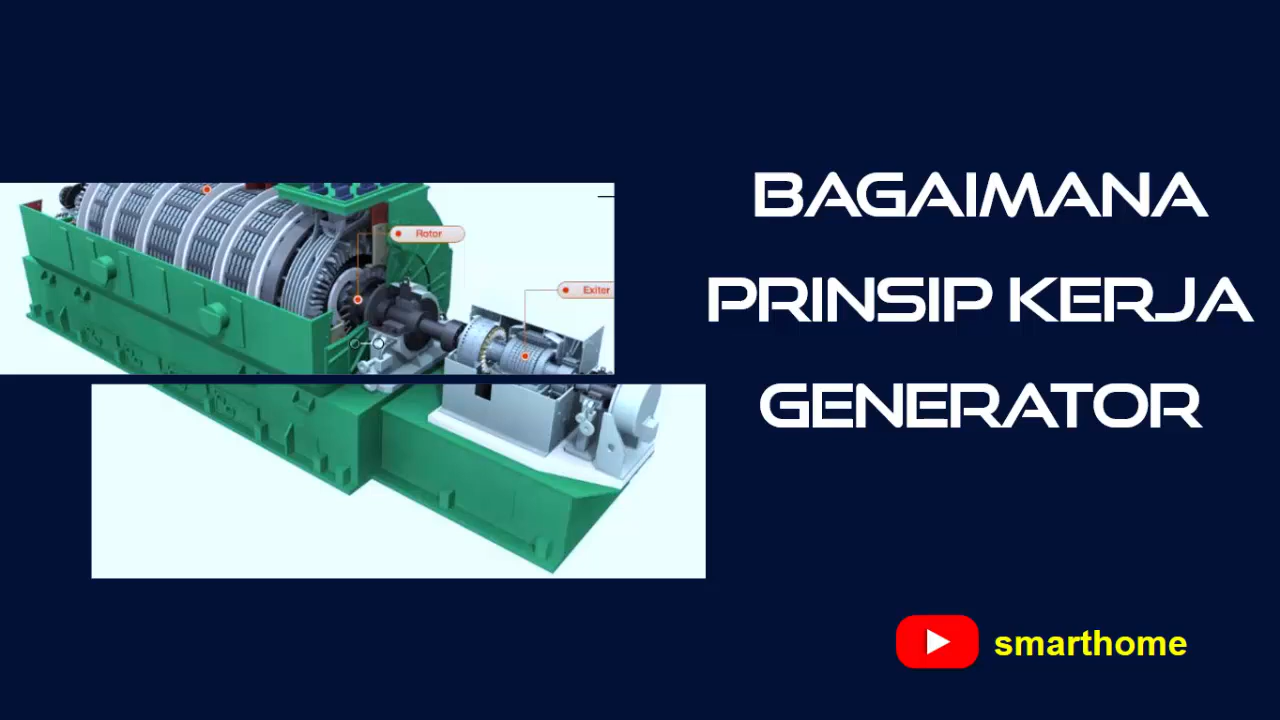 BAGAIMANA
PRINSIP KERJA
GENERATOR
Rotor
Exiter
smarthome